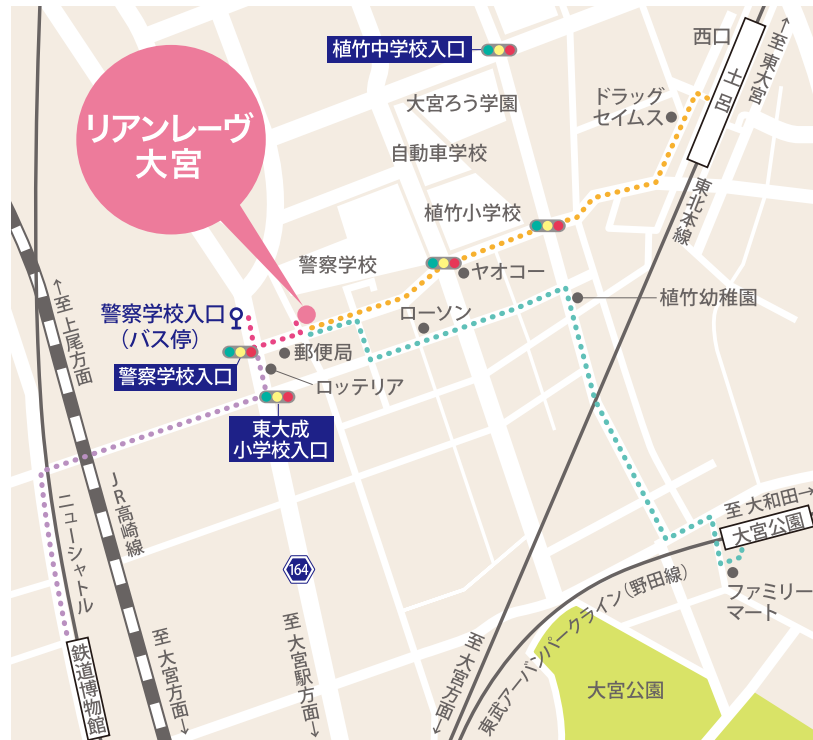 植竹中学校入口
西口
土呂
↑至 東大宮
大宮ろう学園
ドラッグ
セイムス
リアンレーヴ
大宮
自動車学校
植竹小学校
東北本線
警察学校
ヤオコー
↑至 上尾方面
警察学校入口
(バス停)
ローソン
植竹幼稚園
郵便局
警察学校入口
ロッテリア
東大成
小学校入口
JR高崎線
ニューシャトル
至 大和田→
大宮公園
164
ファミリー
マート
東武アーバンパークライン(野田線)
至 大宮方面↓
至 大宮駅方面↓
至 大宮方面↓
鉄道博物館
大宮公園